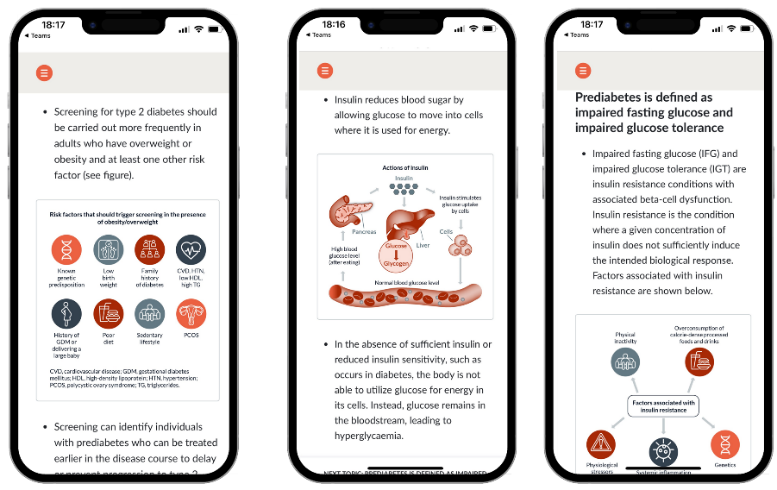 18:17
Teams
• Screening for type 2 diabetes should
be carried out more frequently in
adults who have overweight or
obesity and at least one other risk
factor (see figure).
Risk factors that should trigger screening in the presence
of obesity/overweight
Known
genetic
predisposition
Low
birth
weight
Family
history
of diabetes
CVD, HTN,
low HDL,
high TG
History of
GDM or
delivering a
large baby
Poor
diet
Sedentary
lifestyle
PCOS
CVD, cardiovascular disease; GDM, gestational diabetes
mellitus; HDL, high-density lipoprotein; HTN, hypertension;
PCOS, polycystic ovary syndrome; TG, triglycerides.
• Screening can identify individuals
with prediabetes who can be treated
earlier in the disease course to delay
or prevent progression to type 2
18:16
Teams
• Insulin reduces blood sugar by
allowing glucose to move into cells
where it is used for energy.
Actions of Insulin
Insulin
Insulin stimulates
glucose uptake
by cells
Pancreas
Liver
Cells
High blood
glucose level
(after eating)
Glucose
Glycogen
Normal blood glucose level
• In the absence of sufficient insulin or
reduced insulin sensitivity, such as
occurs in diabetes, the body is not
able to utilize glucose for energy in
its cells. Instead, glucose remains in
the bloodstream, leading to
hyperglycaemia.
NEXT TOPIC: PREDIABETES IS DEFINED AS IMPAIRED
18:17
Teams
Prediabetes is defined as
impaired fasting glucose and
impaired glucose tolerance
• Impaired fasting glucose (IFG) and
impaired glucose tolerance (IGT) are
insulin resistance conditions with
associated beta-cell dysfunction.
Insulin resistance is the condition
where a given concentration of
insulin does not sufficiently induce
the intended biological response.
Factors associated with insulin
resistance are shown below.
Physical
inactivity
Overconsumption of
calorie-dense processed
foods and drinks
Factors associated with
insulin resistance
Physiological
stressors
Systemic inflammation
Genetics